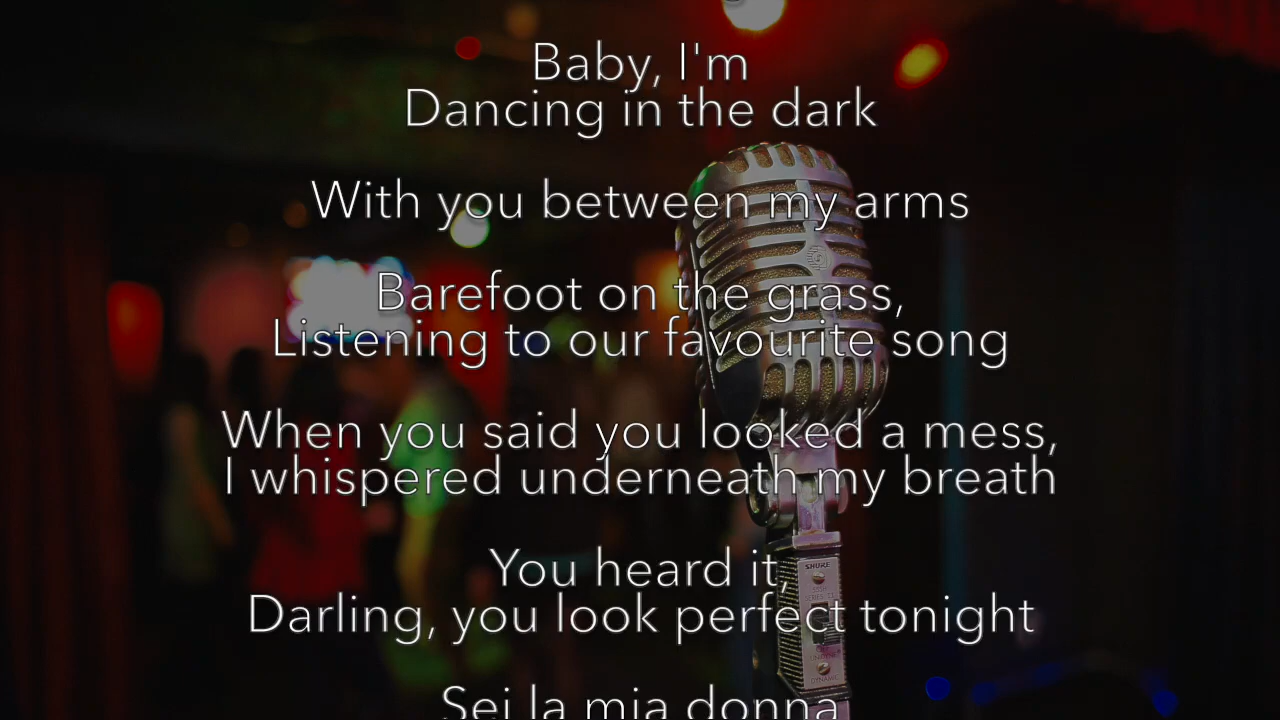 Baby, I'm
Dancing in the dark
With you between my arms
Barefoot on the grass,
Listening to our favourite song
When you said you looked a mess,
I whispered underneath my breath
You heard it,
Darling, you look perfect tonight
Sei la mia donna
SHURE